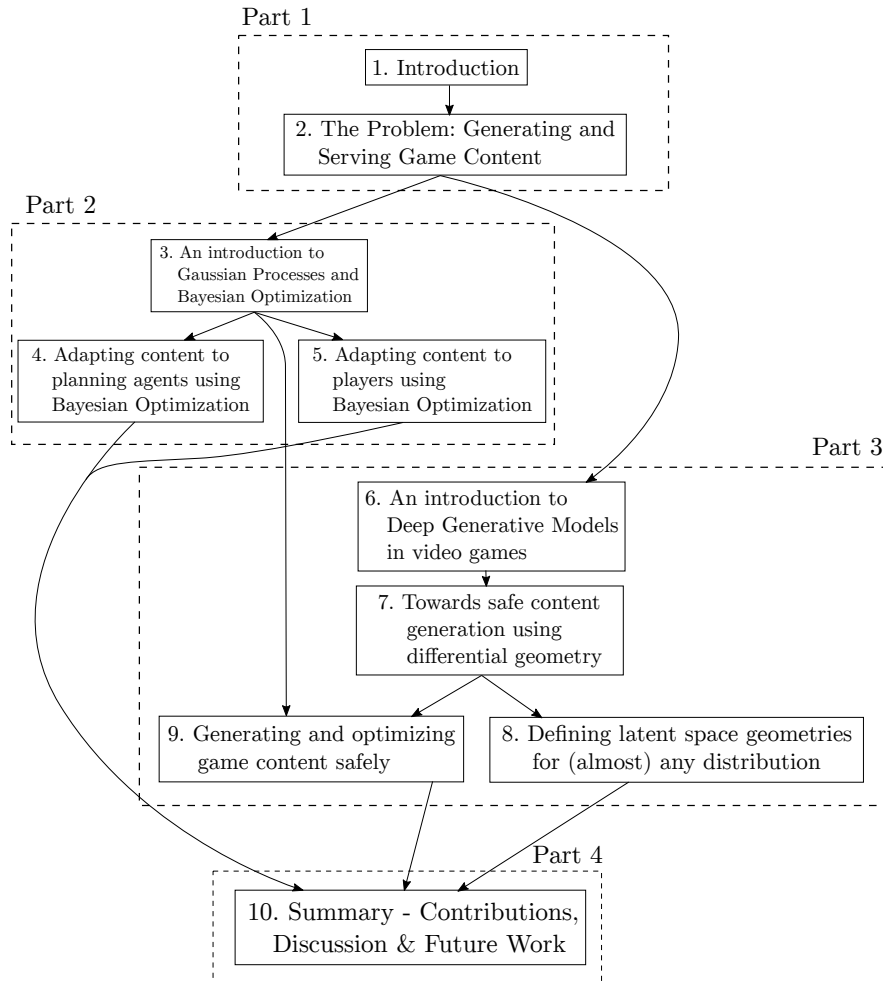 Part 1
1. Introduction
2. The Problem: Generating and
Serving Game Content
Part 2
3. An introduction to
Gaussian Processes and
Bayesian Optimization
4. Adapting content to
planning agents using
Bayesian Optimization
5. Adapting content to
players using
Bayesian Optimization
Part 3
6. An introduction to
Deep Generative Models
in video games
7. Towards safe content
generation using
differential geometry
9. Generating and optimizing
game content safely
8. Defining latent space geometries
for (almost) any distribution
Part 4
10. Summary - Contributions,
Discussion & Future Work